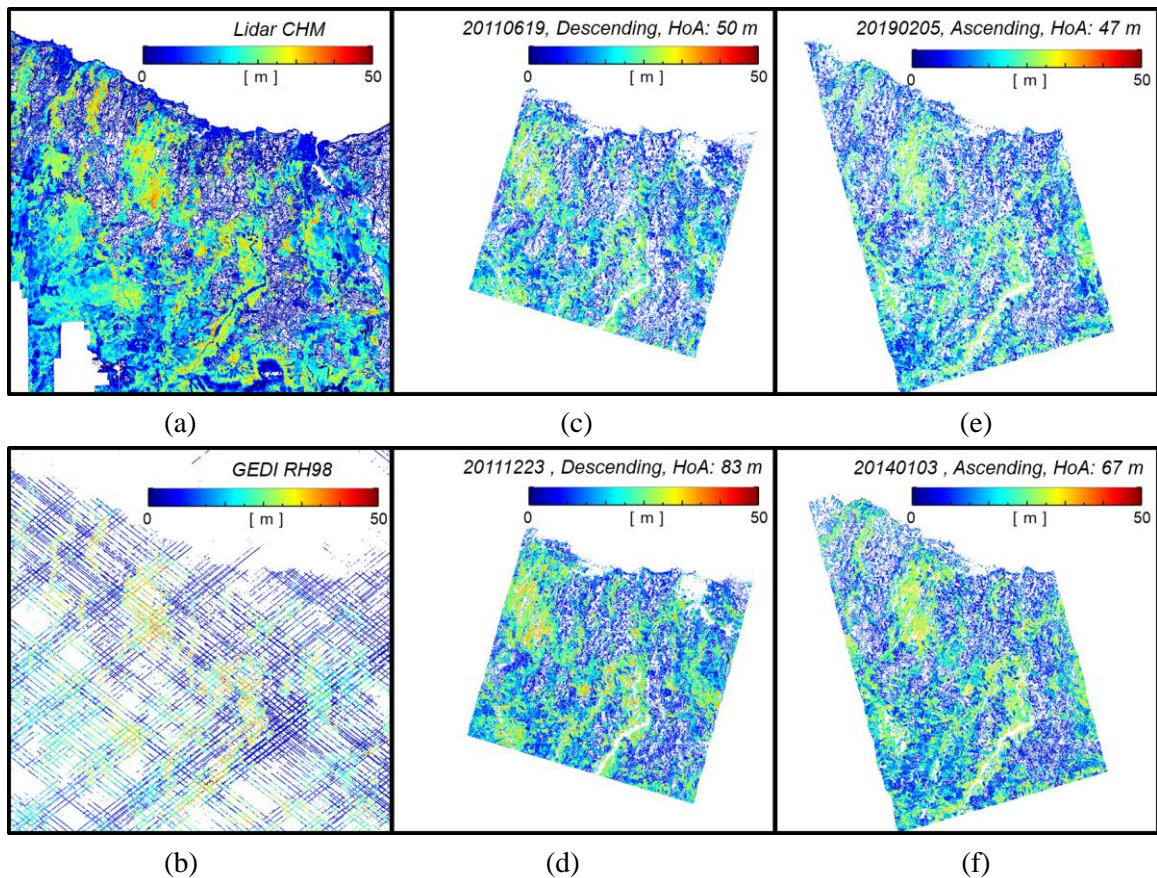 Lidar CHM
0 50
[ m ]
20110619, Descending, HoA: 50 m
0 50
[ m ]
20190205, Ascending, HoA: 47 m
0 50
[ m ]
(a) (c) (e)
GEDI RH98
0 50
[ m ]
20111223 , Descending, HoA: 83 m
0 50
[ m ]
20140103 , Ascending, HoA: 67 m
0 50
[ m ]
(b) (d) (f)